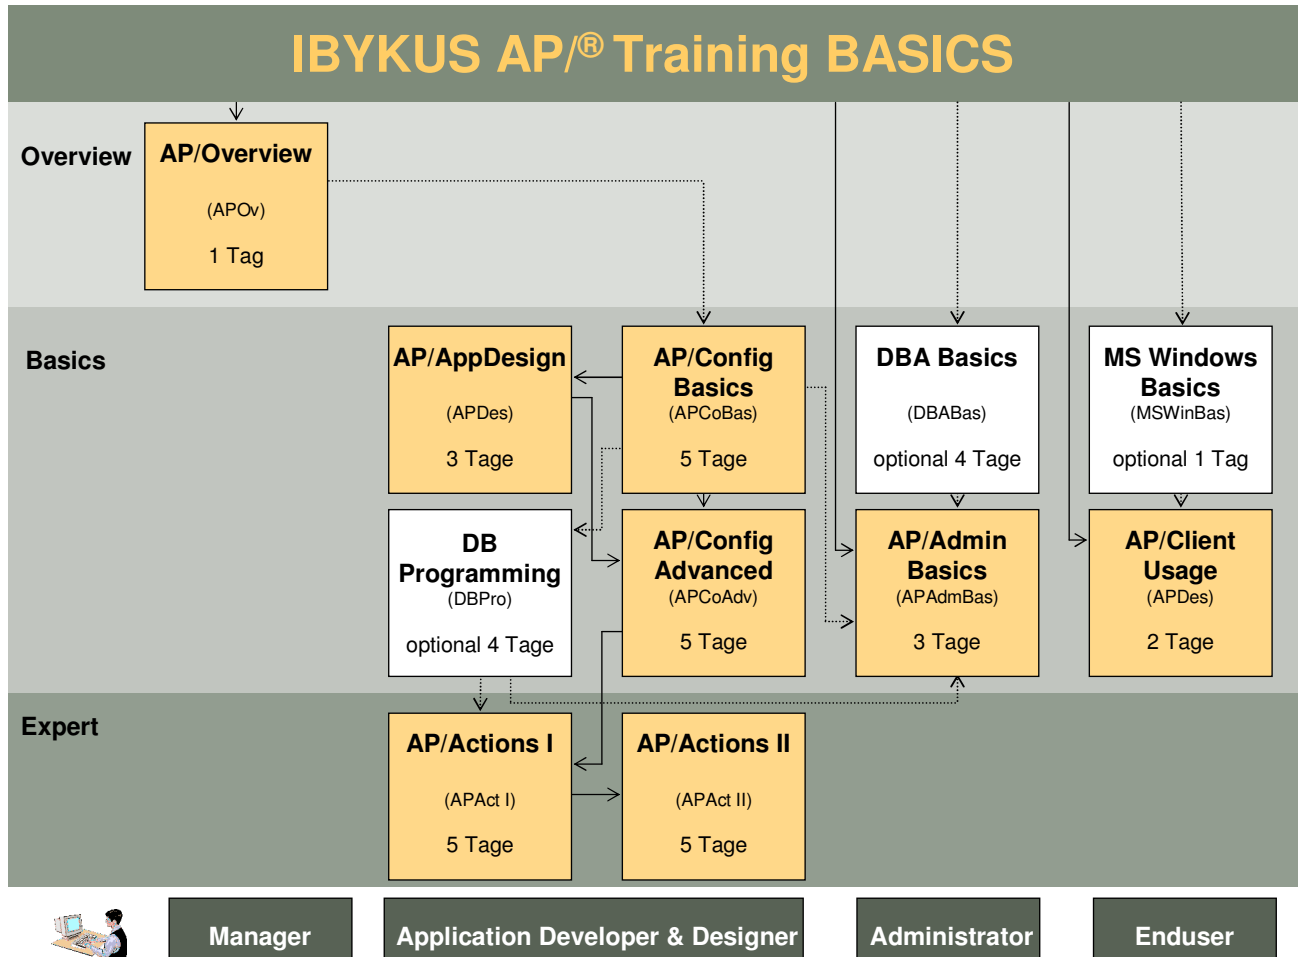 IBYKUS AP/® Training BASICS
Overview
AP/Overview
(APOv)
1 Tag
Basics
AP/AppDesign
(APDes)
3 Tage
AP/Config
Basics
(APCoBas)
5 Tage
DBA Basics
(DBABas)
optional 4 Tage
MS Windows
Basics
(MSWinBas)
optional 1 Tag
DB
Programming
(DBPro)
optional 4 Tage
AP/Config
Advanced
(APCoAdv)
5 Tage
AP/Admin
Basics
(APAdmBas)
3 Tage
AP/Client
Usage
(APDes)
2 Tage
Expert
AP/Actions I
(APAct I)
5 Tage
AP/Actions II
(APAct II)
5 Tage
Manager
Application Developer & Designer
Administrator
Enduser